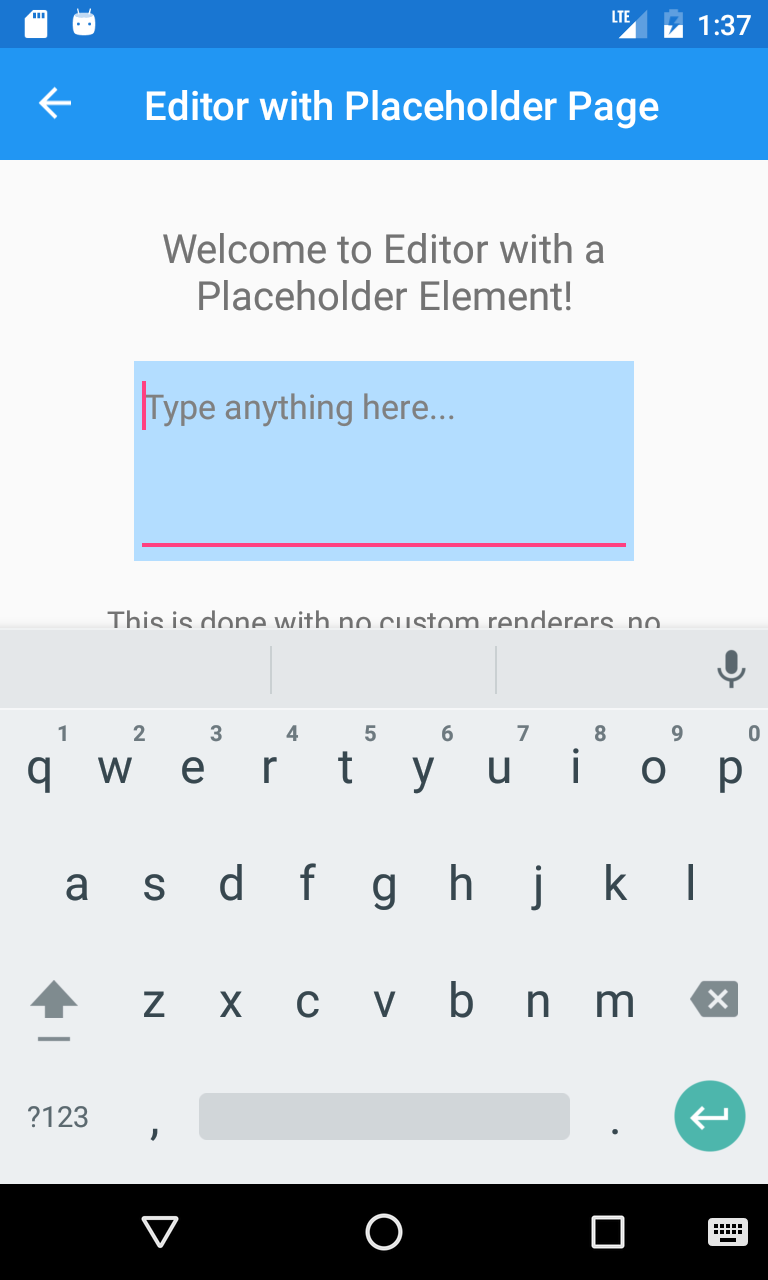 LTE 1:37
Editor with Placeholder Page
Welcome to Editor with a
Placeholder Element!
Type anything here...
This is done with no custom renderers, no
1 2 3 4 5 6 7 8 9 0
q w e r t y u i o p
a s d f g h j k l
z x c v b n m
?123 , .